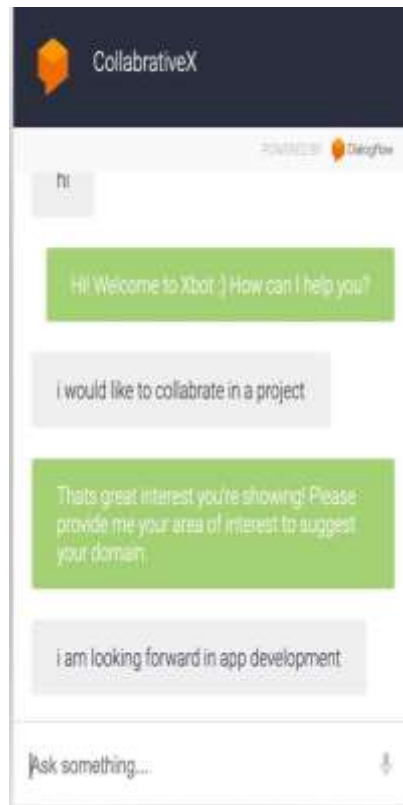 CollabrativeX
POWERED BY Dialogflow
hi
Hi! Welcome to Xbot :) How can I help you?
i would like to collabrate in a project
Thats great interest you're showing! Please
provide me your area of interest to suggest
your domain.
i am looking forward in app development
Ask something...